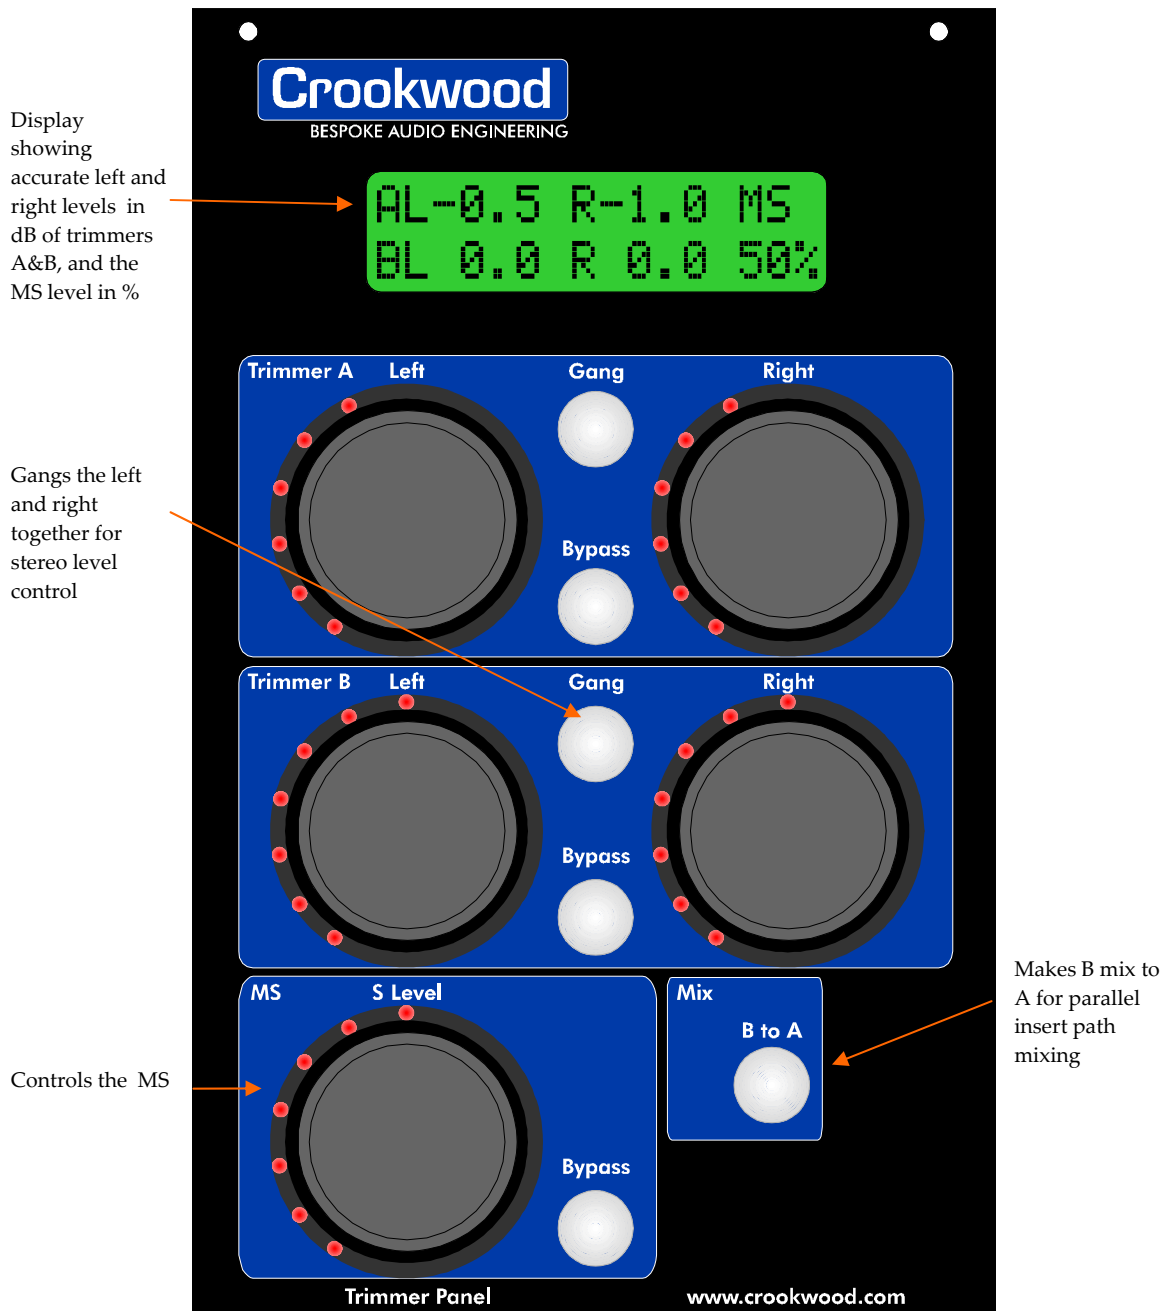 Crookwood
BESPOKE AUDIO ENGINEERING
Display
showing
accurate left and
right levels in
dB of trimmers
A&B, and the
MS level in %
AL-0.5 R-1.0 MS
BL 0.0 R 0.0 50%
Trimmer A Left Gang Right
Bypass
Gangs the left
and right
together for
stereo level
control
Trimmer B Left Gang Right
Bypass
MS S Level
Bypass
Mix
B to A
Makes B mix to
A for parallel
insert path
mixing
Controls the MS
Trimmer Panel www.crookwood.com